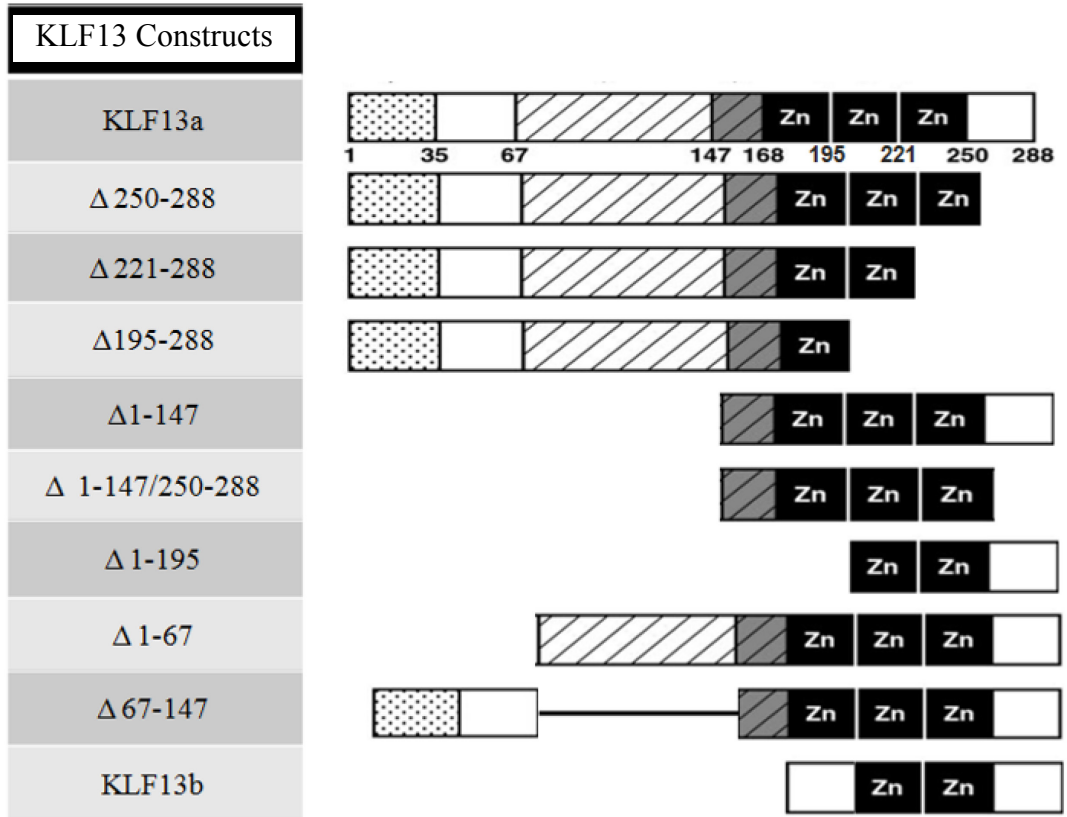 KLF13 Constructs
KLF13a
Zn Zn Zn
1 35 67 147 168 195 221 250 288
Δ 250-288
Zn Zn Zn
Δ 221-288
Zn Zn
Δ195-288
Zn
Δ1-147
Zn Zn Zn
Δ 1-147/250-288
Zn Zn Zn
Δ 1-195
Zn Zn
Δ 1-67
Zn Zn Zn
Δ 67-147
Zn Zn Zn
KLF13b
Zn Zn